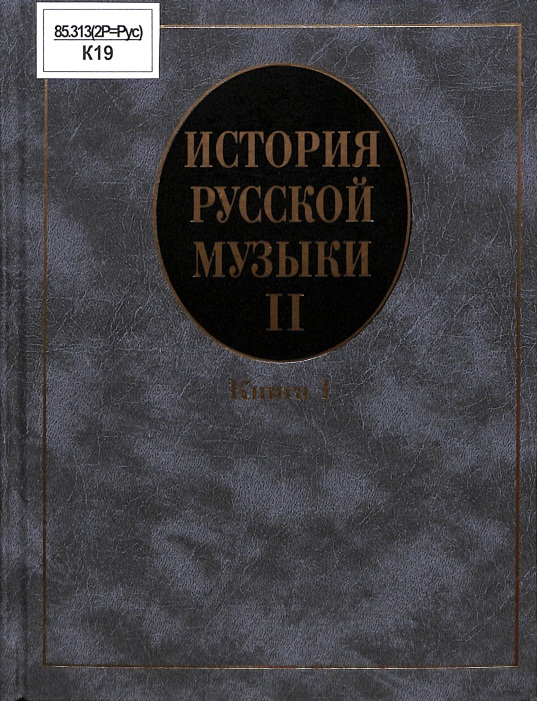 85.313(2Р=Рус)
К19
ИСТОРИЯ
РУССКОЙ
МУЗЫКИ
II
Книга 1